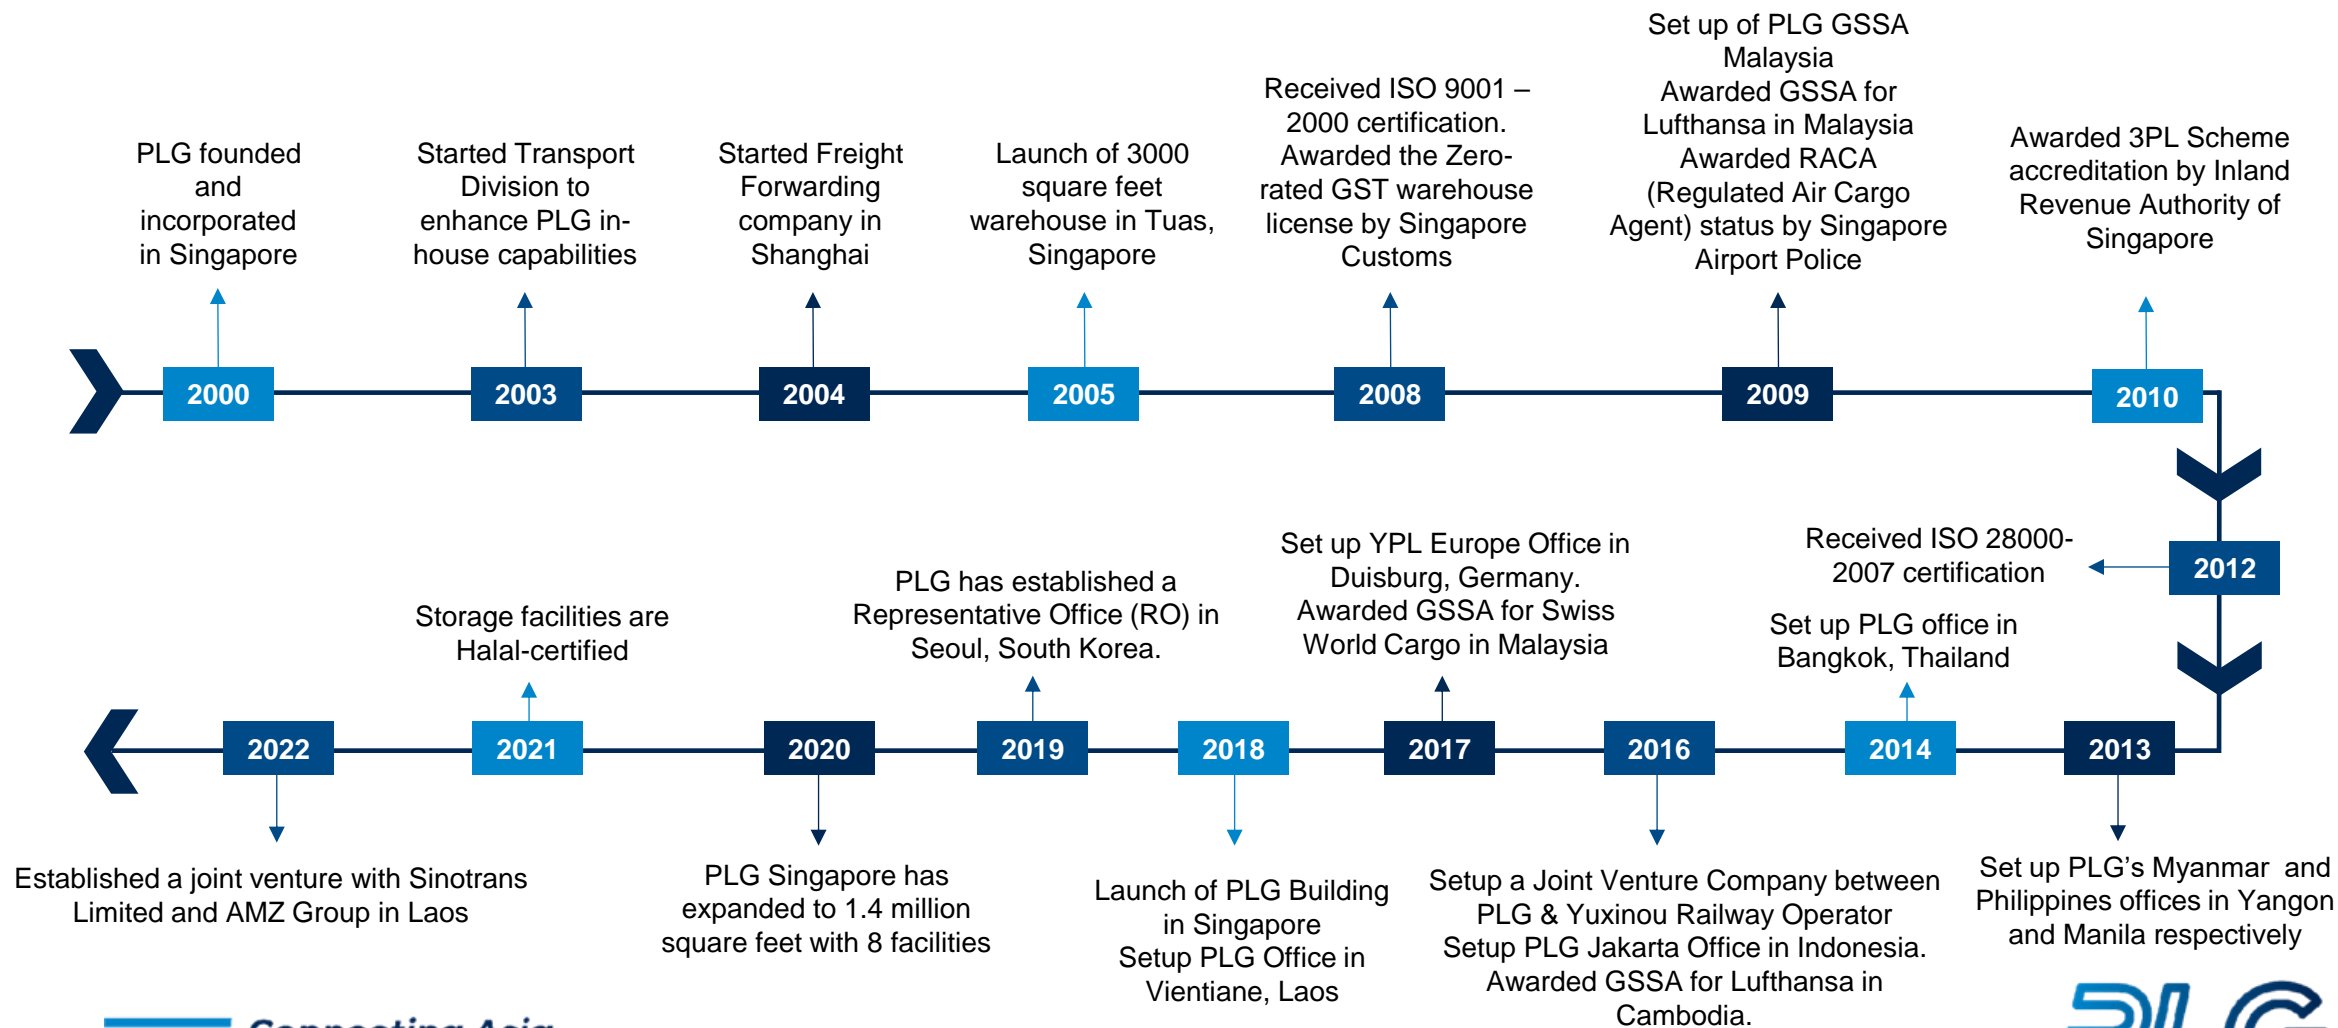 PLG founded
and
incorporated
in Singapore
2000
Started Transport
Division to
enhance PLG in-
house capabilities
2003
Started Freight
Forwarding
company in
Shanghai
2004
Launch of 3000
square feet
warehouse in Tuas,
Singapore
2005
Received ISO 9001 –
2000 certification.
Awarded the Zero-
rated GST warehouse
license by Singapore
Customs
2008
Set up of PLG GSSA
Malaysia
Awarded GSSA for
Lufthansa in Malaysia
Awarded RACA
(Regulated Air Cargo
Agent) status by Singapore
Airport Police
2009
Awarded 3PL Scheme
accreditation by Inland
Revenue Authority of
Singapore
2010
Received ISO 28000-
2007 certification
2012
Set up PLG's Myanmar and
Philippines offices in Yangon
and Manila respectively
2013
Set up PLG office in
Bangkok, Thailand
2014
Setup a Joint Venture Company between
PLG & Yuxinou Railway Operator
Setup PLG Jakarta Office in Indonesia.
Awarded GSSA for Lufthansa in
Cambodia.
2016
Set up YPL Europe Office in
Duisburg, Germany.
Awarded GSSA for Swiss
World Cargo in Malaysia
2017
Launch of PLG Building
in Singapore
Setup PLG Office in
Vientiane, Laos
2018
PLG has established a
Representative Office (RO) in
Seoul, South Korea.
2019
PLG Singapore has
expanded to 1.4 million
square feet with 8 facilities
2020
Storage facilities are
Halal-certified
2021
Established a joint venture with Sinotrans
Limited and AMZ Group in Laos
2022
Connecting Asia